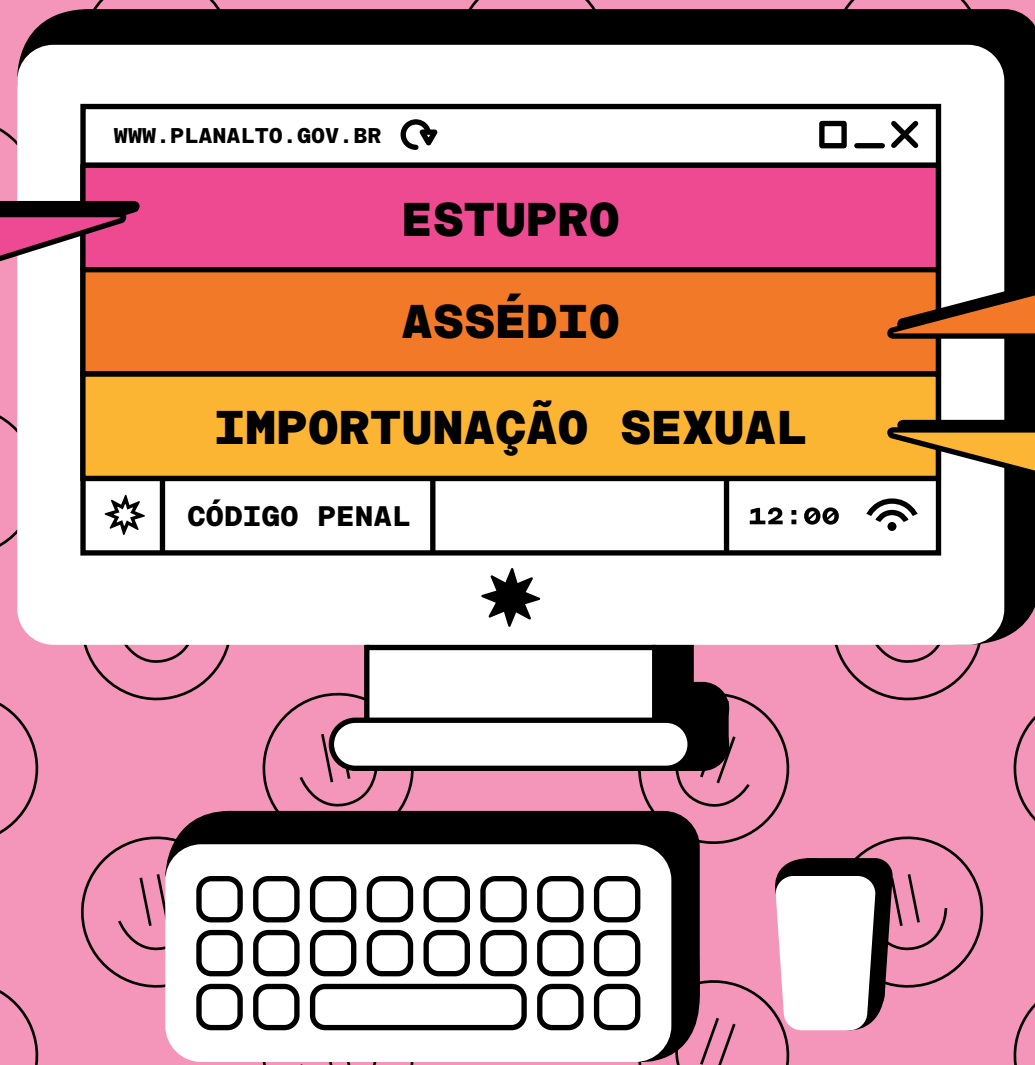 WWW.PLANALTO.GOV.BR
ESTUPRO
ASSÉDIO
IMPORTUNAÇÃO SEXUAL
CÓDIGO PENAL
12:00